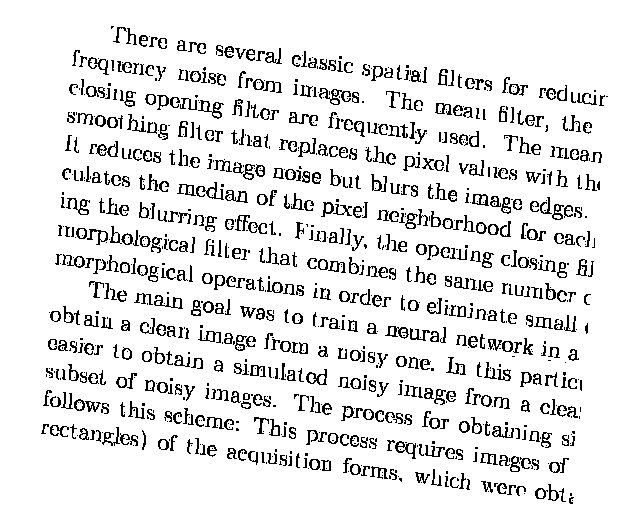 There are several classic spatial filters for reducin
frequency noise from images. The mean filter, the
closing opening filter are frequently used. The mean
smoothing filter that replaces the pixel values with the
It reduces the image noise but blurs the image edges.
culates the median of the pixel neighborhood for each
ing the blurring effect. Finally, the opening closing fil
morphological filter that combines the same number o
morphological operations in order to eliminate small
The main goal was to train a neural network in a
obtain a clean image from a noisy one. In this particu
easier to obtain a simulated noisy image from a clea
subset of noisy images. The process for obtaining si
follows this scheme: This process requires images of
rectangles) of the acquisition forms, which were obta